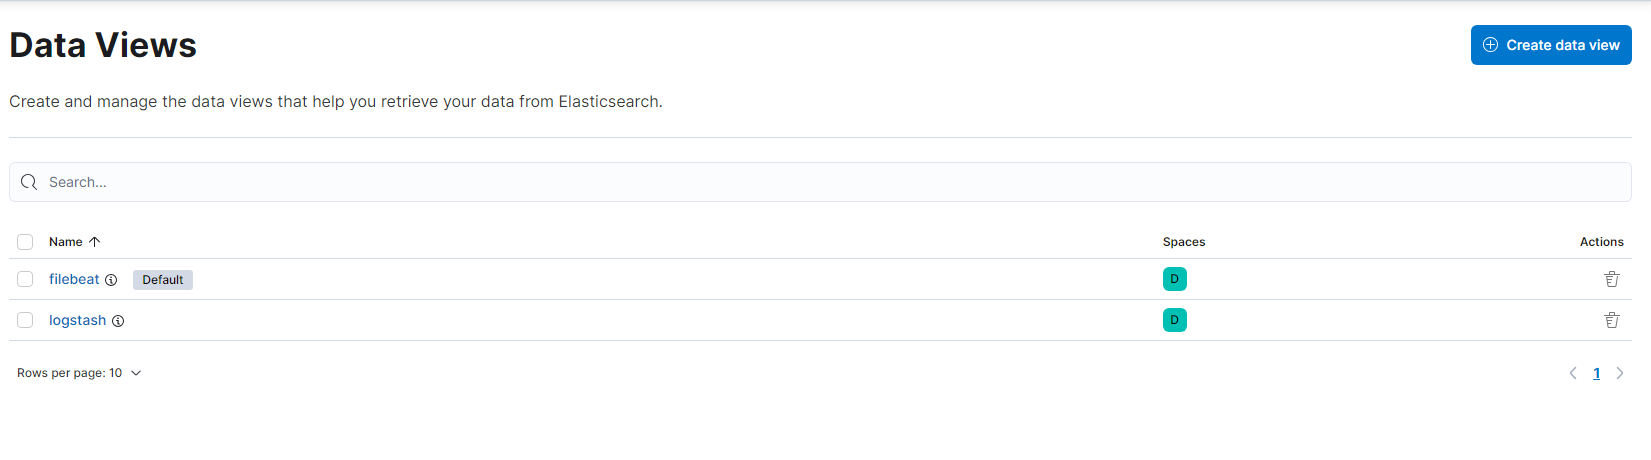 Data Views
Create data view
Create and manage the data views that help you retrieve your data from Elasticsearch.
Search...
Name Spaces Actions
filebeat Default D
logstash D
Rows per page: 10 1